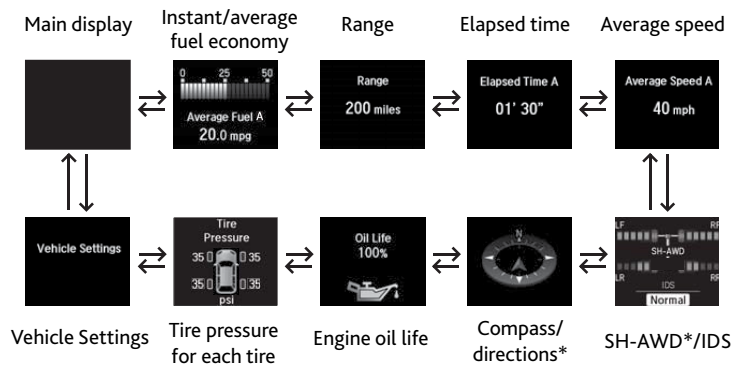 Main display
Instant/average
fuel economy
Range
Elapsed time
Average speed
0 25 50
Average Fuel A
20.0 mpg
Range
200 miles
Elapsed Time A
01' 30"
Average Speed A
40 mph
Vehicle Settings
Tire
Pressure
35 35
35 35
psi
Oil Life
100%
N
LF RF
SH-AWD
LR RR
IDS
Normal
Vehicle Settings
Tire pressure
for each tire
Engine oil life
Compass/
directions*
SH-AWD*/IDS